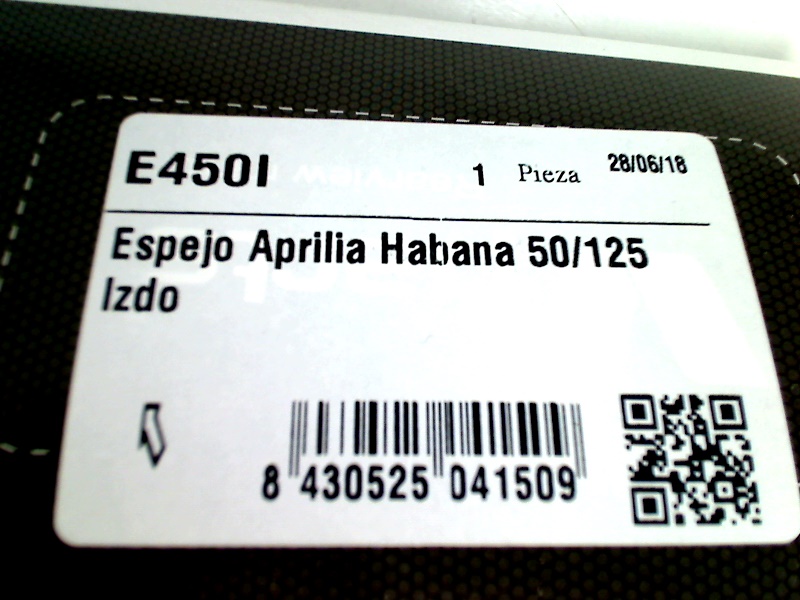 E450I 1 Pieza 28/06/18
Espejo Aprilia Habana 50/125
Izdo
8 430525 041509